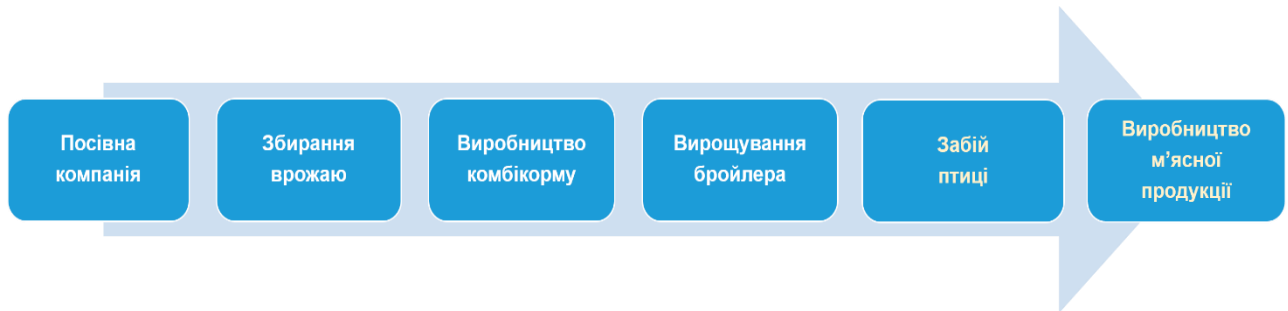 Посівна
компанія
Збирання
врожаю
Виробництво
комбікорму
Вирощування
бройлера
Забій
птиці
Виробництво
м’ясної
продукції